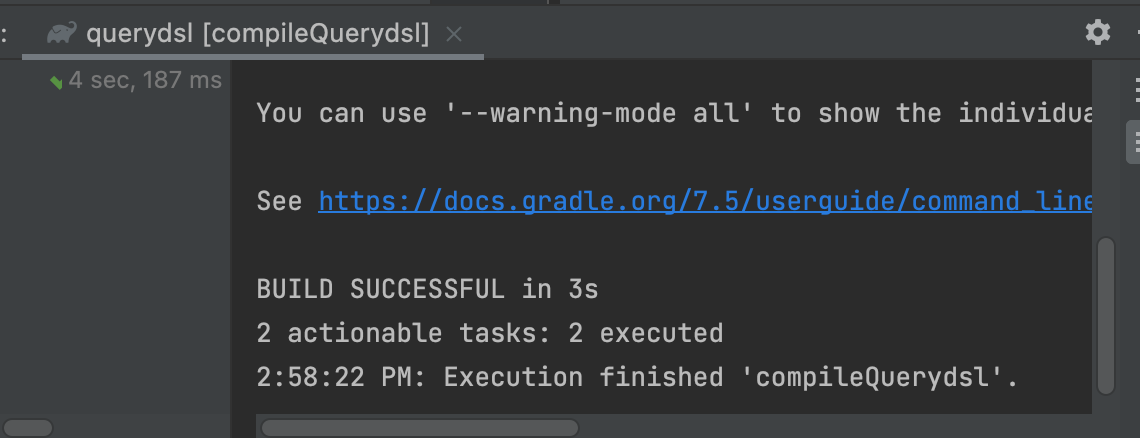 : querydsl [compileQuerydsl]
4 sec, 187 ms
You can use '--warning-mode all' to show the individua
See https://docs.gradle.org/7.5/userguide/command_line
BUILD SUCCESSFUL in 3s
2 actionable tasks: 2 executed
2:58:22 PM: Execution finished 'compileQuerydsl'.